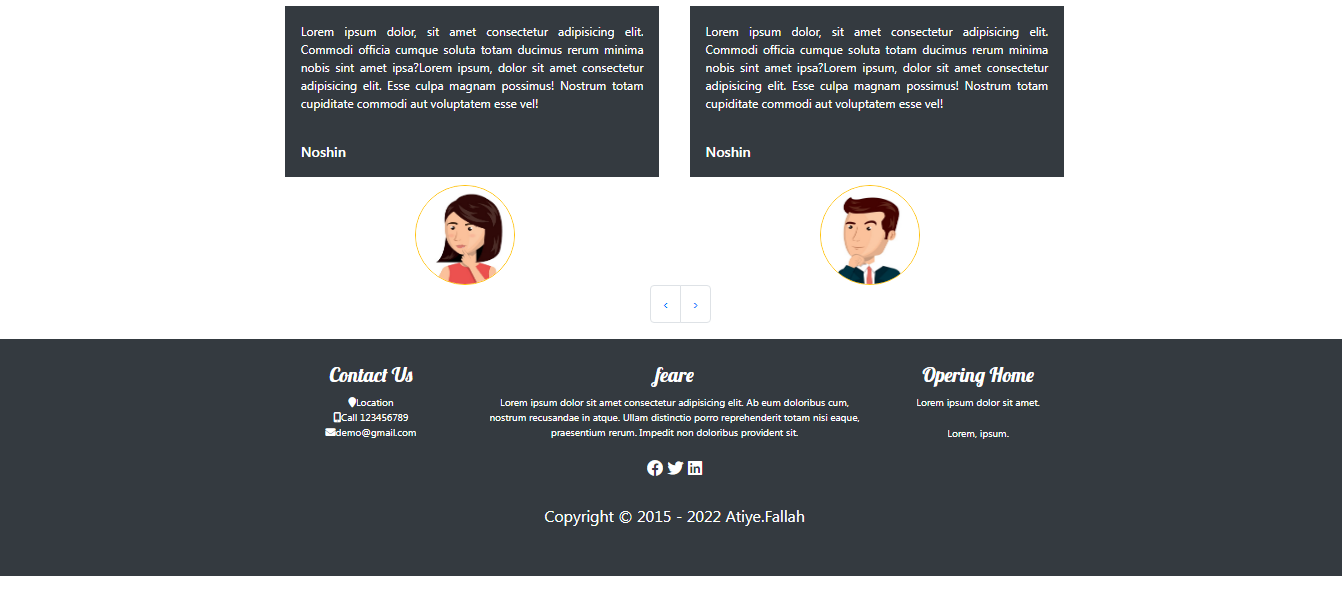 Lorem ipsum dolor, sit amet consectetur adipisicing elit.
Commodi officia cumque soluta totam ducimus rerum minima
nobis sint amet ipsa?Lorem ipsum, dolor sit amet consectetur
adipisicing elit. Esse culpa magnam possimus! Nostrum totam
cupiditate commodi aut voluptatem esse vel!
Noshin
Lorem ipsum dolor, sit amet consectetur adipisicing elit.
Commodi officia cumque soluta totam ducimus rerum minima
nobis sint amet ipsa?Lorem ipsum, dolor sit amet consectetur
adipisicing elit. Esse culpa magnam possimus! Nostrum totam
cupiditate commodi aut voluptatem esse vel!
Noshin
‹ ›
Contact Us
Location
Call 123456789
demo@gmail.com
feare
Lorem ipsum dolor sit amet consectetur adipisicing elit. Ab eum doloribus cum,
nostrum recusandae in atque. Ullam distinctio porro reprehenderit totam nisi eaque,
praesentium rerum. Impedit non doloribus provident sit.
Opering Home
Lorem ipsum dolor sit amet.
Lorem, ipsum.
Copyright © 2015 - 2022 Atiye.Fallah